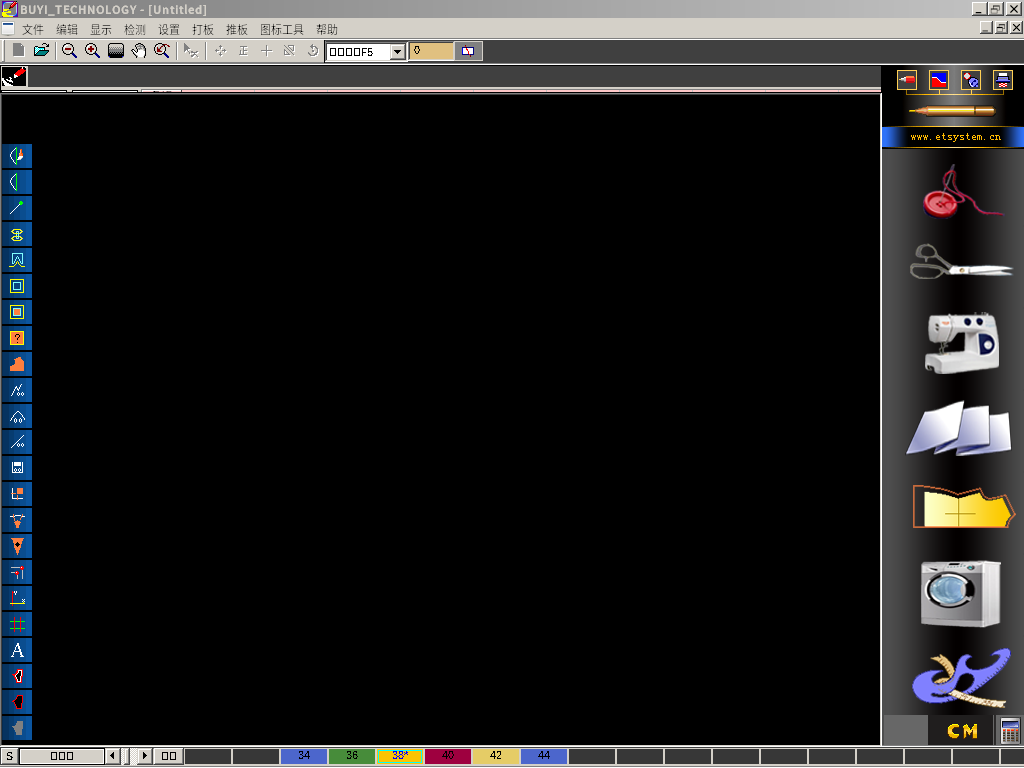 BUYI_TECHNOLOGY - [Untitled]
文件 编辑 显示 检测 设置 打板 推板 图标工具 帮助
□□□□F5 0
www.etsystem.cn
?
A
CM
S □□□ □□ 34 36 38* 40 42 44